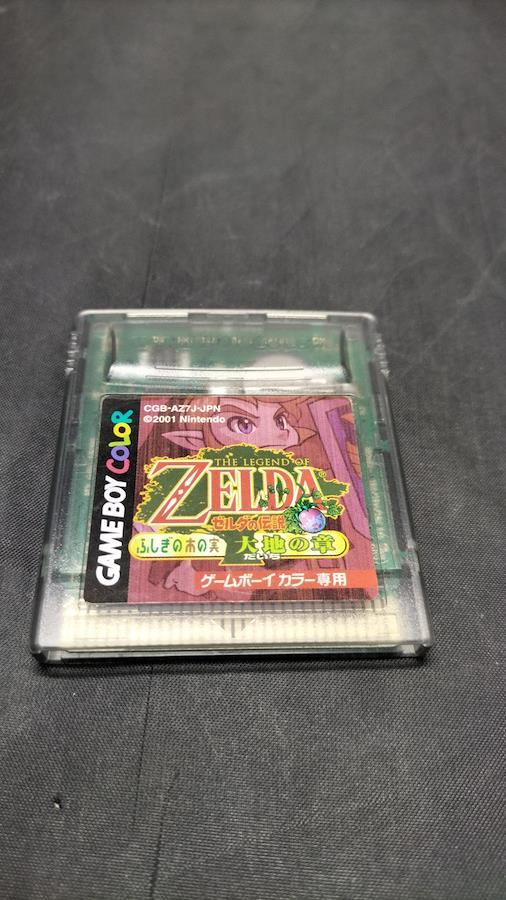 CGB-AZ7J-JPN
©2001 Nintendo
GAME BOY COLOR
THE LEGEND OF
ZELDA
ゼルダの伝説
ふしぎの木の実
大地の章
だいち
ゲームボーイ カラー専用